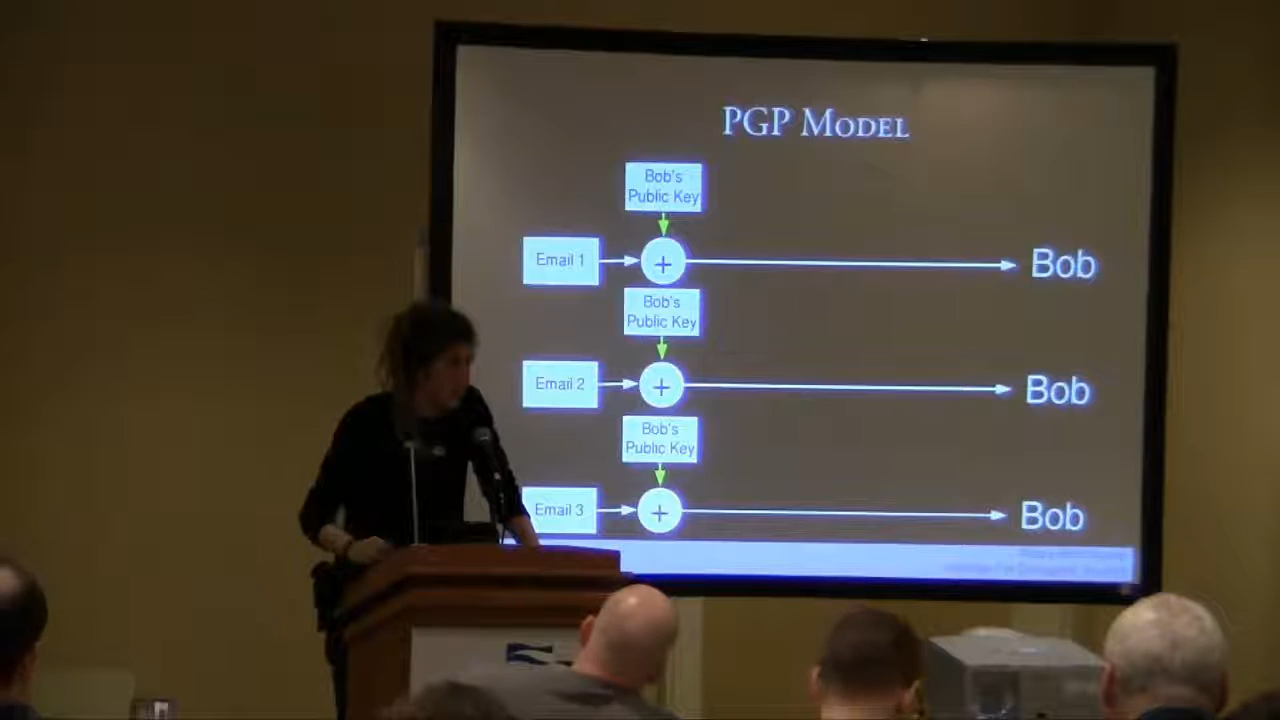 PGP Model
Bob's
Public Key
Email 1
+
Bob
Bob's
Public Key
Email 2
+
Bob
Bob's
Public Key
Email 3
+
Bob